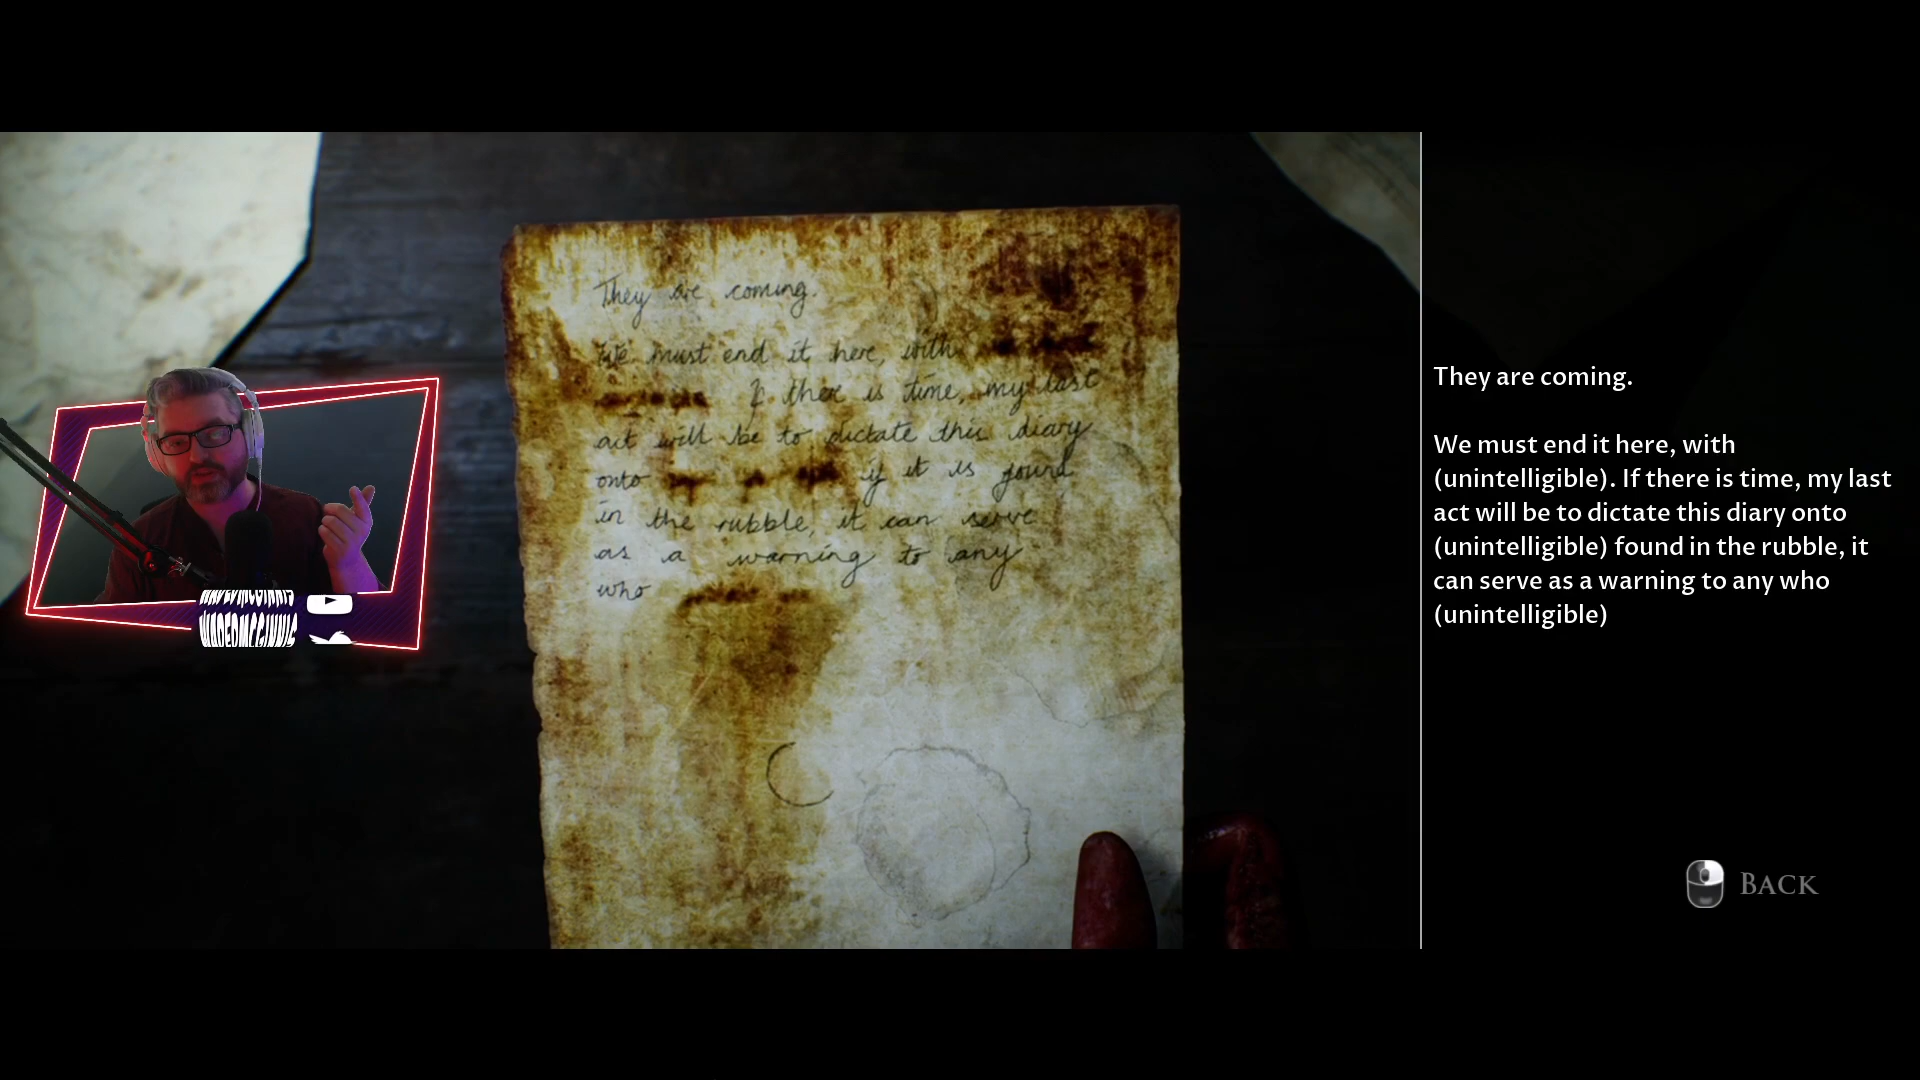 They are coming.
We must end it here, with
If there is time, my last
act will be to dictate this diary
onto if it is found
in the rubble, it can serve
as a warning to any
who
They are coming.
We must end it here, with
(unintelligible). If there is time, my last
act will be to dictate this diary onto
(unintelligible) found in the rubble, it
can serve as a warning to any who
(unintelligible)
BACK